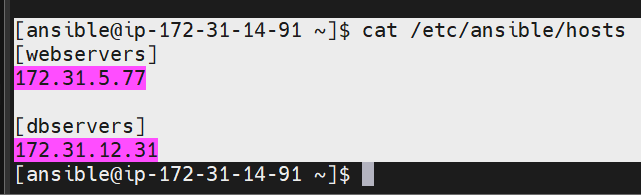 [ansible@ip-172-31-14-91 ~]$ cat /etc/ansible/hosts
[webservers]
172.31.5.77
[dbservers]
172.31.12.31
[ansible@ip-172-31-14-91 ~]$